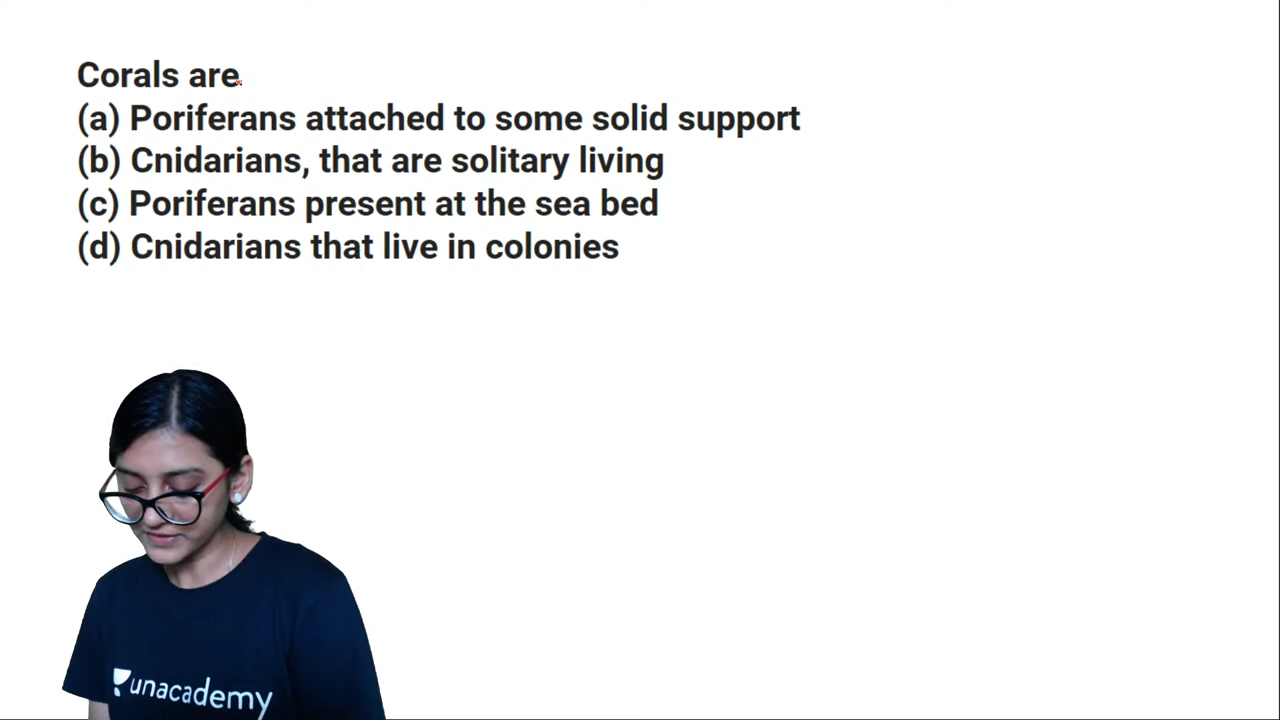 Corals are
(a) Poriferans attached to some solid support
(b) Cnidarians, that are solitary living
(c) Poriferans present at the sea bed
(d) Cnidarians that live in colonies
unacademy